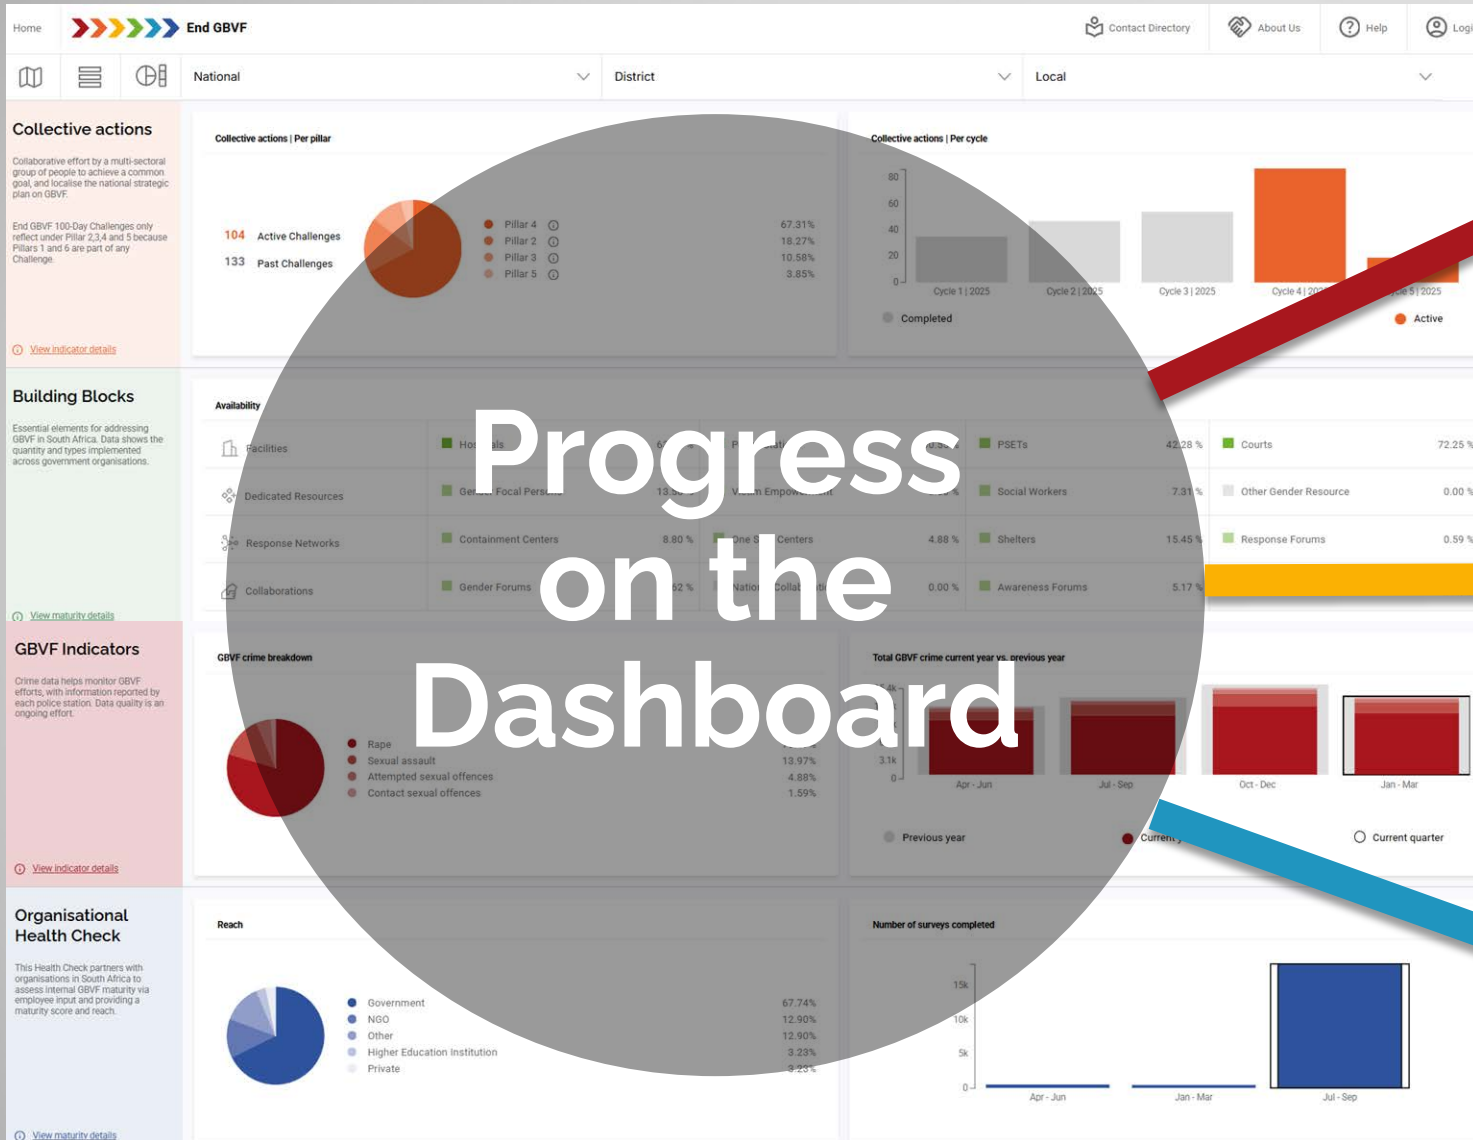 Home
End GBVF
Contact Directory
About Us
Help
National
District
Local
Collective actions
Collaborative effort by a multi-sectoral
group of people to achieve a common
goal, and localise the national strategic
plan on GBVF.
End GBVF 100-Day Challenges only
reflect under Pillar 2,3,4 and 5 because
Pillars 1 and 6 are part of any
Challenge.
View indicator details
Collective actions | Per pillar
104 Active Challenges
133 Past Challenges
Pillar 4 67.31%
Pillar 2 18.27%
Pillar 3 10.58%
Pillar 5 3.85%
Collective actions | Per cycle
80
60
40
20
0
Cycle 1 | 2025
Cycle 2 | 2025
Cycle 3 | 2025
Cycle 4 |
5 | 2025
Completed
Active
Building Blocks
Essential elements for addressing
GBVF in South Africa. Data shows the
quantity and types implemented
across government organisations.
View maturity details
Availability
Facilities
PSETs 42.28 %
Courts 72.25 %
Dedicated Resources
Social Workers 7.31 %
Other Gender Resource 0.00 %
Response Networks
Containment Centers 8.80 %
Centers 4.88 %
Shelters 15.45 %
Response Forums 0.59 %
Collaborations
Gender Forums
0.00 %
Awareness Forums 5.17 %
Progress
on the
Dashboard
GBVF Indicators
Crime data helps monitor GBVF
efforts, with information reported by
each police station. Data quality is an
ongoing effort.
View indicator details
GBVF crime breakdown
Rape
Sexual assault 13.97%
Attempted sexual offences 4.88%
Contact sexual offences 1.59%
Total GBVF crime current year vs. previous year
3.1k
0
Apr - Jun
Jul - Sep
Oct - Dec
Jan - Mar
Previous year
Current quarter
Organisational
Health Check
This Health Check partners with
organisations in South Africa to
assess internal GBVF maturity via
employee input and providing a
maturity score and reach.
View maturity details
Reach
Government 67.74%
NGO 12.90%
Other 12.90%
Higher Education Institution 3.23%
Private 3.23%
Number of surveys completed
15k
10k
5k
0
Apr - Jun
Jan - Mar
Jul - Sep